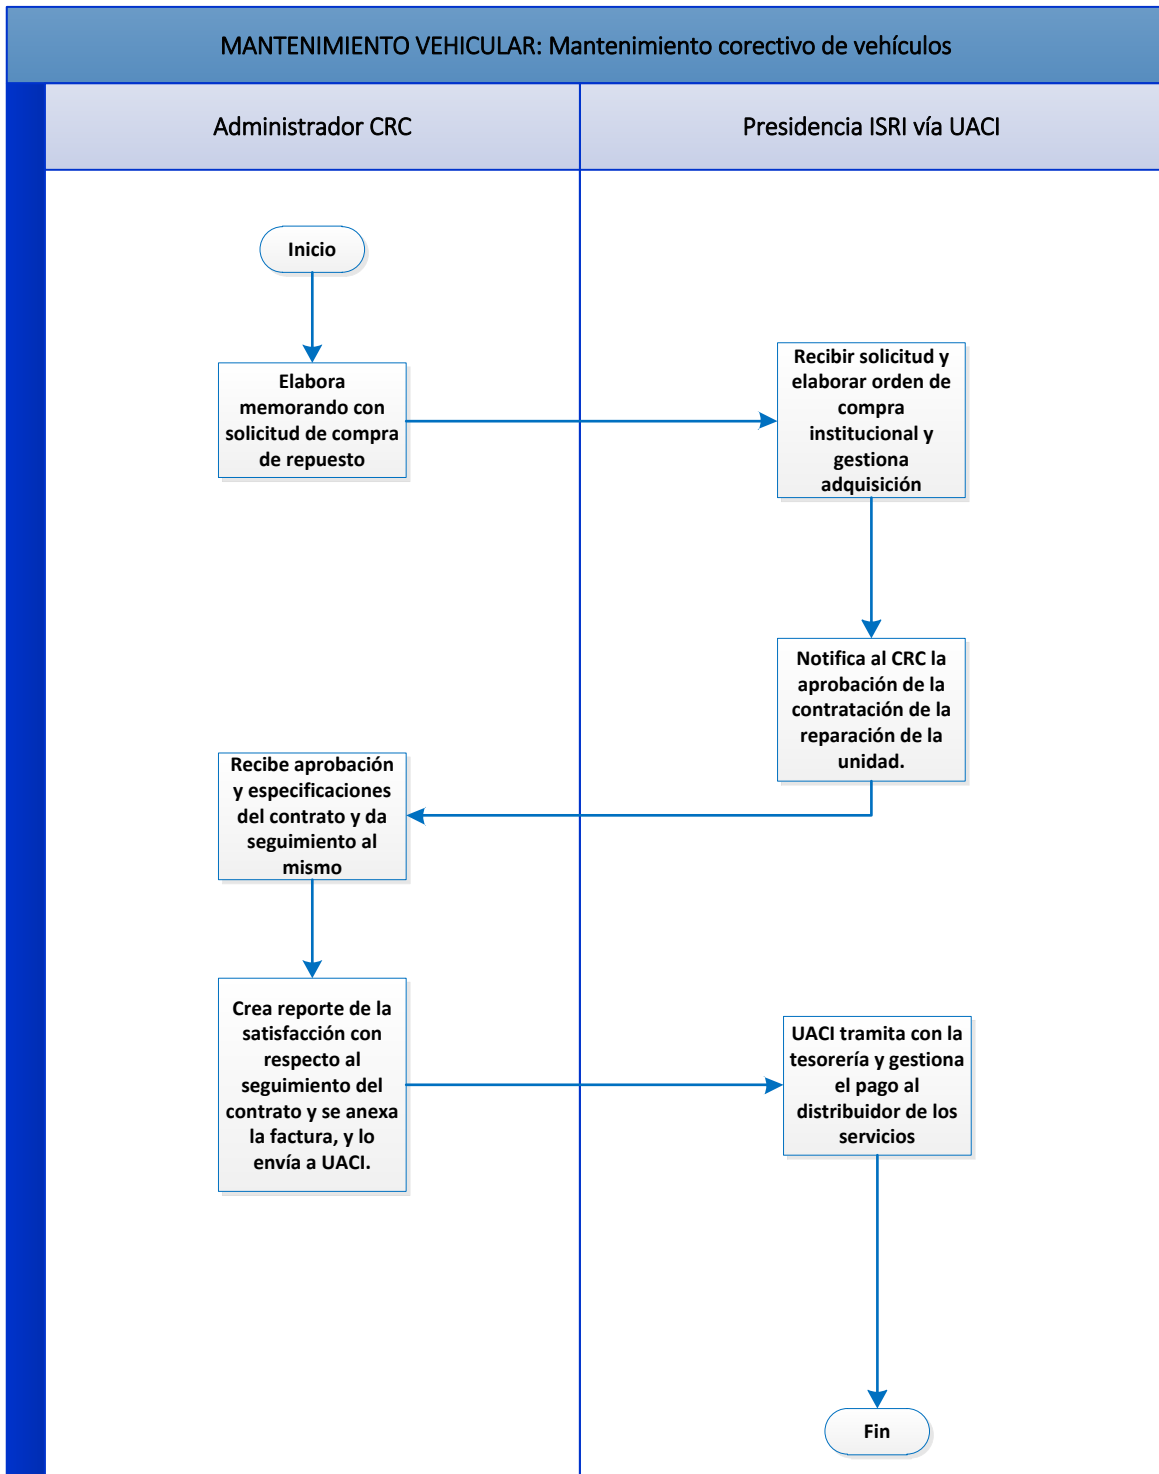 MANTENIMIENTO VEHICULAR: Mantenimiento corectivo de vehículos
Administrador CRC
Presidencia ISRI vía UACI
Inicio
Elabora
memorando con
solicitud de compra
de repuesto
Recibir solicitud y
elaborar orden de
compra
institucional y
gestiona
adquisición
Notifica al CRC la
aprobación de la
contratación de la
reparación de la
unidad.
Recibe aprobación
y especificaciones
del contrato y da
seguimiento al
mismo
Crea reporte de la
satisfacción con
respecto al
seguimiento del
contrato y se anexa
la factura, y lo
envía a UACI.
UACI tramita con la
tesorería y gestiona
el pago al
distribuidor de los
servicios
Fin